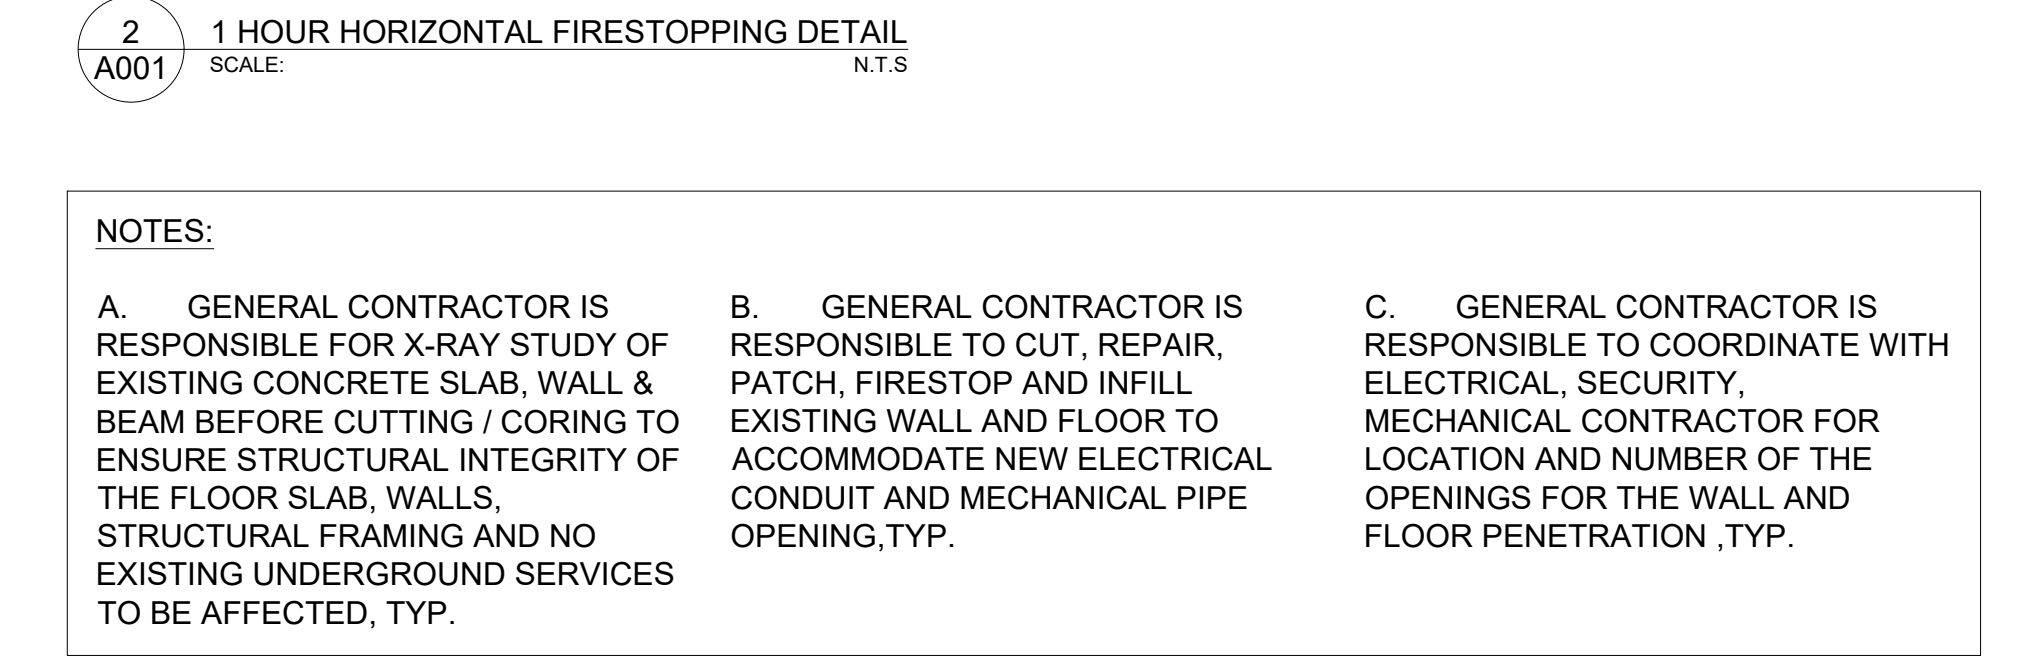 2
A001
1 HOUR HORIZONTAL FIRESTOPPING DETAIL
SCALE: N.T.S
NOTES:
A. GENERAL CONTRACTOR IS
RESPONSIBLE FOR X-RAY STUDY OF
EXISTING CONCRETE SLAB, WALL &
BEAM BEFORE CUTTING / CORING TO
ENSURE STRUCTURAL INTEGRITY OF
THE FLOOR SLAB, WALLS,
STRUCTURAL FRAMING AND NO
EXISTING UNDERGROUND SERVICES
TO BE AFFECTED, TYP.
B. GENERAL CONTRACTOR IS
RESPONSIBLE TO CUT, REPAIR,
PATCH, FIRESTOP AND INFILL
EXISTING WALL AND FLOOR TO
ACCOMMODATE NEW ELECTRICAL
CONDUIT AND MECHANICAL PIPE
OPENING,TYP.
C. GENERAL CONTRACTOR IS
RESPONSIBLE TO COORDINATE WITH
ELECTRICAL, SECURITY,
MECHANICAL CONTRACTOR FOR
LOCATION AND NUMBER OF THE
OPENINGS FOR THE WALL AND
FLOOR PENETRATION ,TYP.